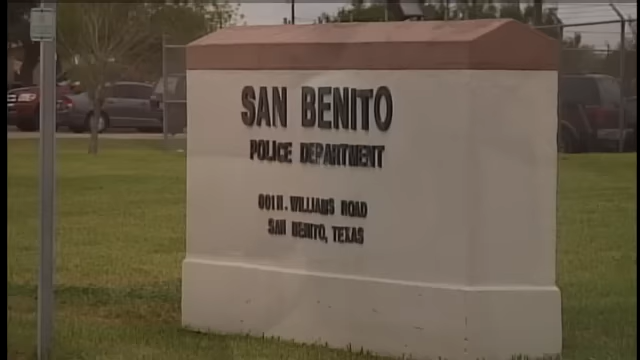 SAN BENITO
POLICE DEPARTMENT
601 N. WILLIAMS ROAD
SAN BENITO, TEXAS